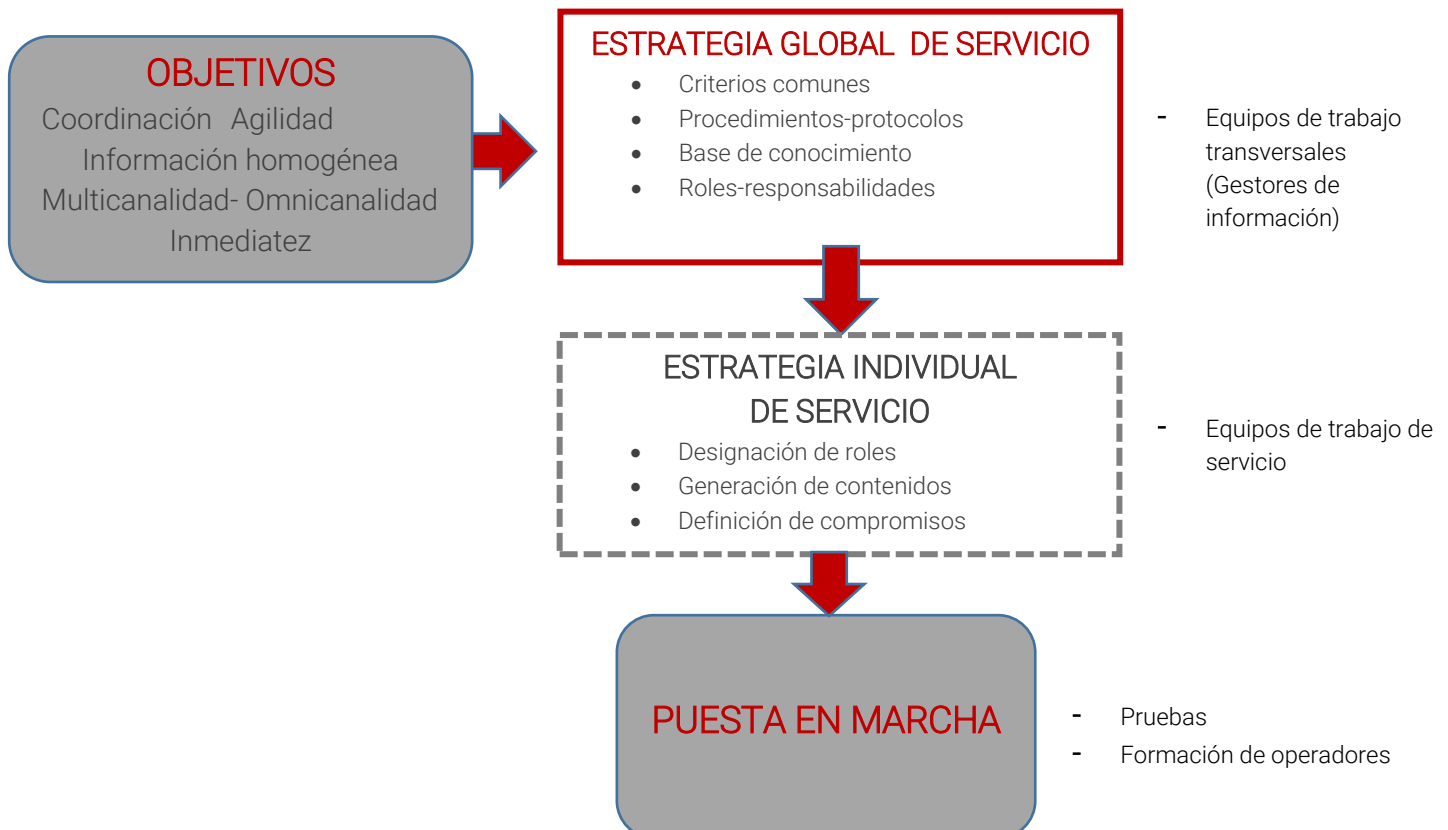 OBJETIVOS
Coordinación Agilidad
Información homogénea
Multicanalidad- Omnicanalidad
Inmediatez
ESTRATEGIA GLOBAL DE SERVICIO
• Criterios comunes
• Procedimientos-protocolos
• Base de conocimiento
• Roles-responsabilidades
- Equipos de trabajo
transversales
(Gestores de
información)
ESTRATEGIA INDIVIDUAL
DE SERVICIO
• Designación de roles
• Generación de contenidos
• Definición de compromisos
- Equipos de trabajo de
servicio
PUESTA EN MARCHA
- Pruebas
- Formación de operadores